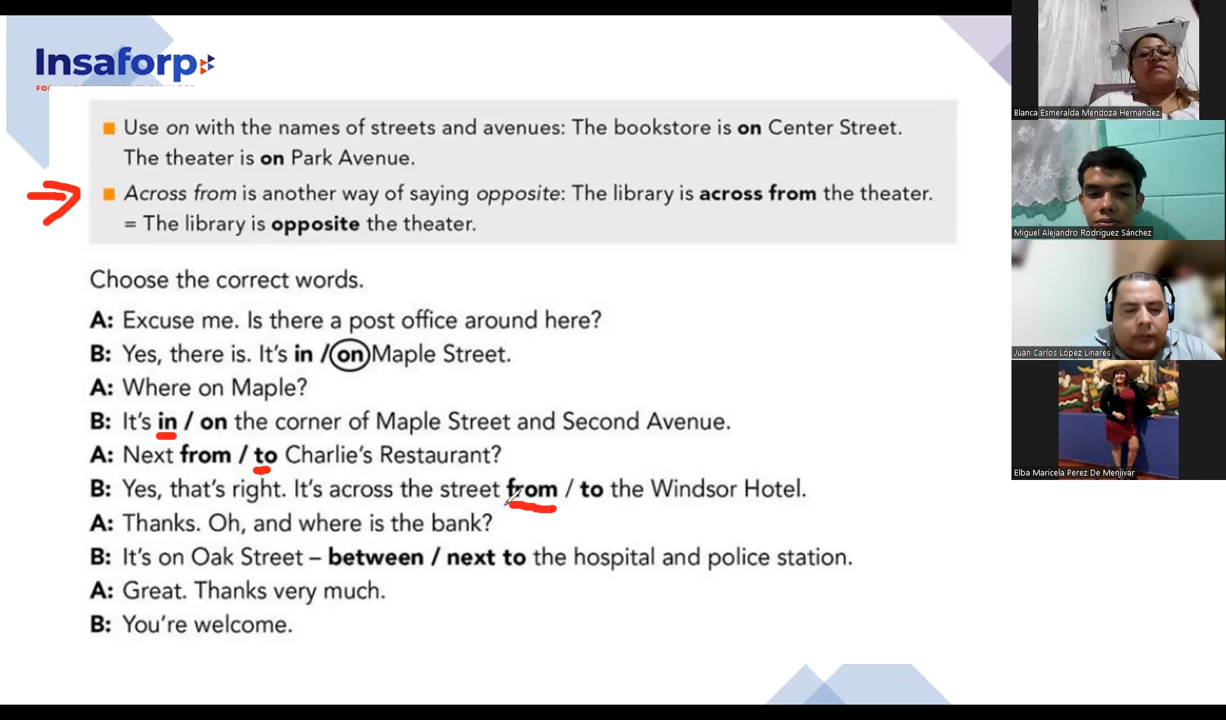 Insaforp
■ Use on with the names of streets and avenues: The bookstore is on Center Street.
The theater is on Park Avenue.
■ Across from is another way of saying opposite: The library is across from the theater.
= The library is opposite the theater.
Choose the correct words.
A: Excuse me. Is there a post office around here?
B: Yes, there is. It's in / on Maple Street.
A: Where on Maple?
B: It's in / on the corner of Maple Street and Second Avenue.
A: Next from / to Charlie's Restaurant?
B: Yes, that's right. It's across the street from / to the Windsor Hotel.
A: Thanks. Oh, and where is the bank?
B: It's on Oak Street – between / next to the hospital and police station.
A: Great. Thanks very much.
B: You're welcome.
Blanca Esmeralda Mendoza Hernández
Miguel Alejandro Rodríguez Sánchez
Juan Carlos López Linares
Elba Maricela Perez De Menjivar